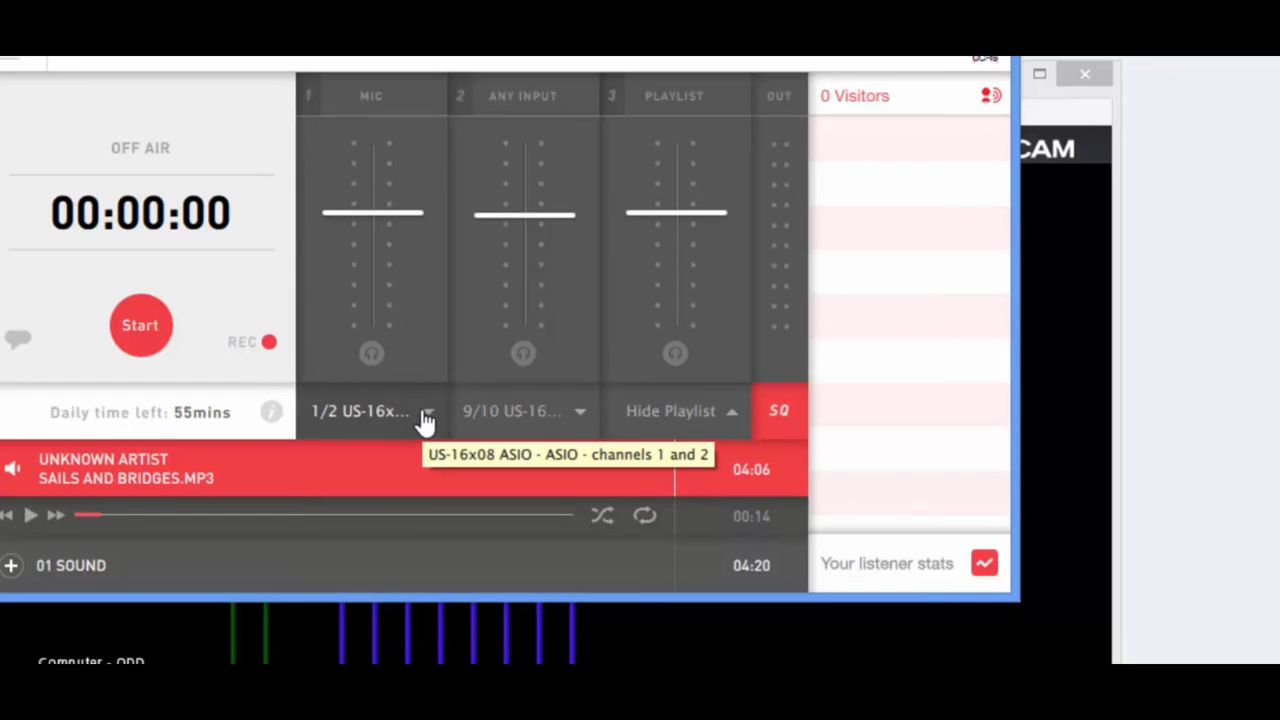 1 MIC 2 ANY INPUT 3 PLAYLIST OUT
0 Visitors
CAM
OFF AIR
00:00:00
Start
REC
Daily time left: 55mins
1/2 US-16x... 9/10 US-16... Hide Playlist SQ
US-16x08 ASIO - ASIO - channels 1 and 2
UNKNOWN ARTIST
SAILS AND BRIDGES.MP3
04:06
00:14
01 SOUND 04:20
Your listener stats
Computer - ODD